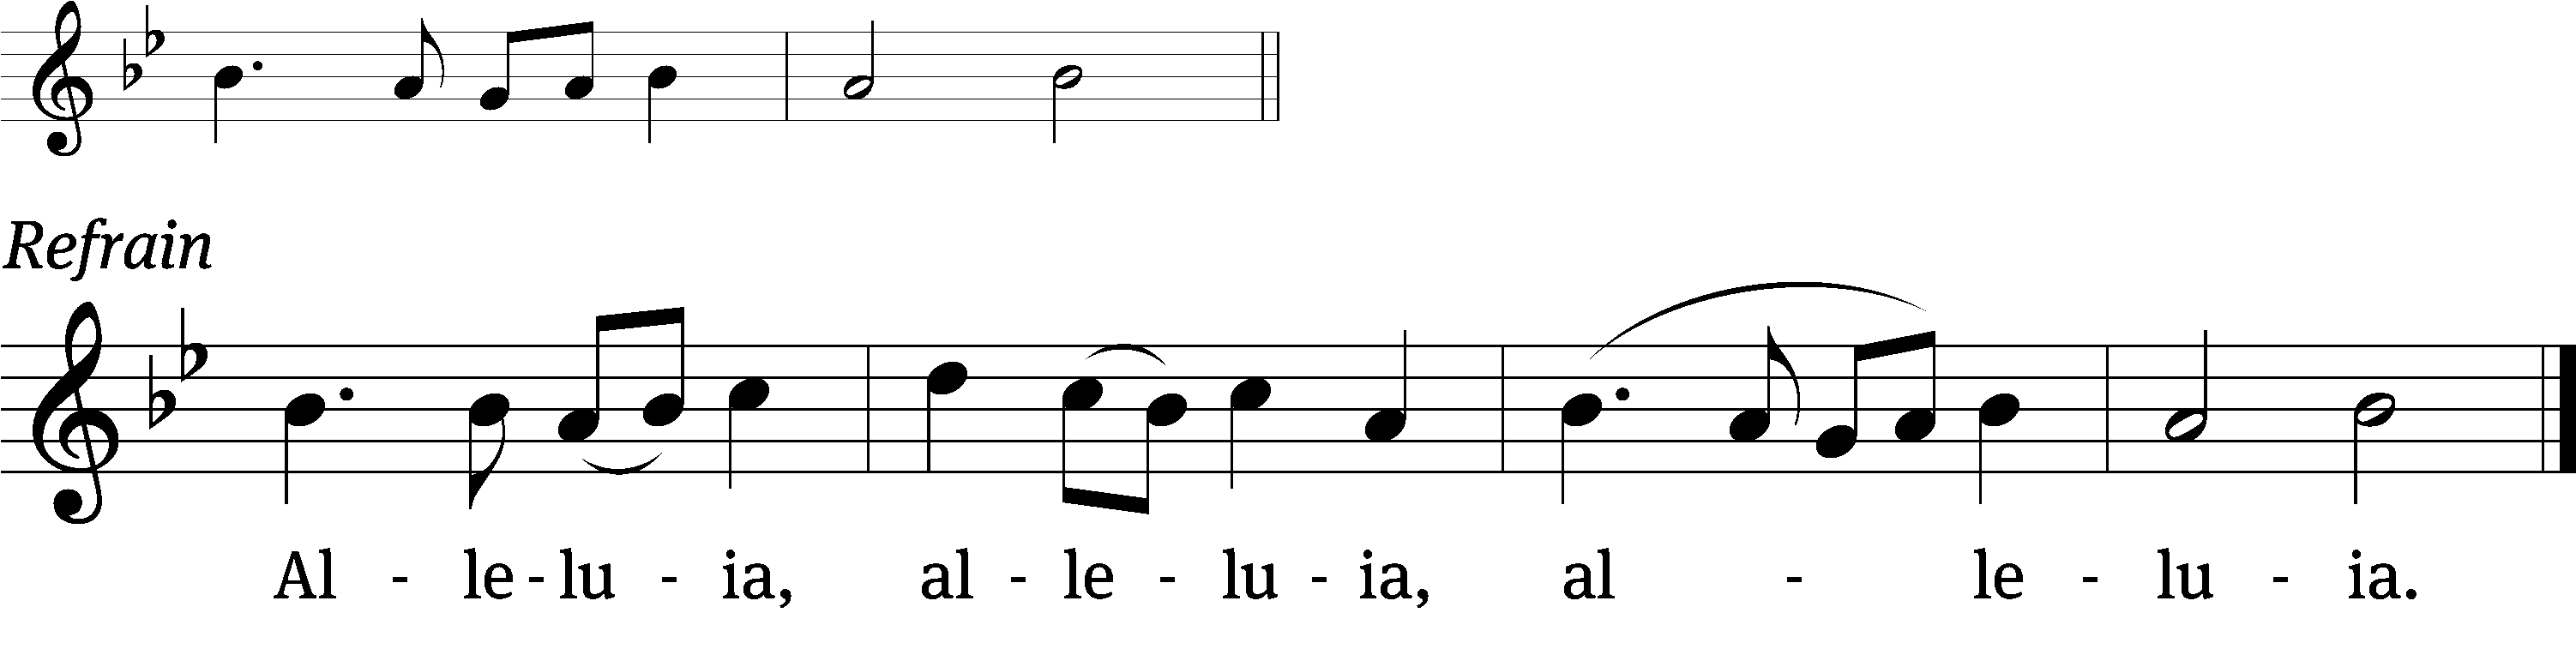 Refrain
Al - le - lu - ia, al - le - lu - ia, al - le - lu - ia.